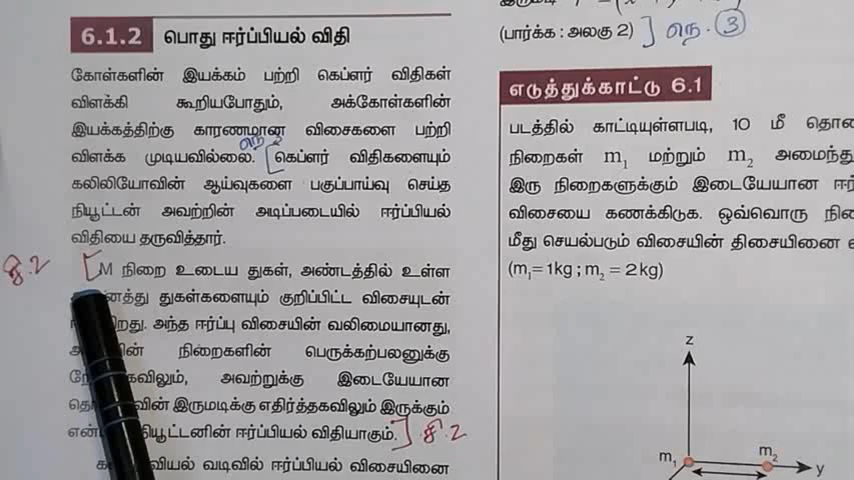 6.1.2 பொது ஈர்ப்பியல் விதி
கோள்களின் இயக்கம் பற்றி கெப்ளர் விதிகள்
விளக்கி கூறியபோதும், அக்கோள்களின்
இயக்கத்திற்கு காரணமான விசைகளை பற்றி
விளக்க முடியவில்லை. [கெப்ளர் விதிகளையும்
கலிலியோவின் ஆய்வுகளை பகுப்பாய்வு செய்த
நியூட்டன் அவற்றின் அடிப்படையில் ஈர்ப்பியல்
விதியை தருவித்தார்.
[M நிறை உடைய துகள், அண்டத்தில் உள்ள
துகள்களையும் குறிப்பிட்ட விசையுடன்
அந்த ஈர்ப்பு விசையின் வலிமையானது,
நிறைகளின் பெருக்கற்பலனுக்கு
அவற்றுக்கு இடையேயான
இருமடிக்கு எதிர்த்தகவிலும் இருக்கும்
ஈர்ப்பியல் விதியாகும்.]
ஈர்ப்பியல் விசையினை
(பார்க்க : அலகு 2) ]
3
எடுத்துக்காட்டு 6.1
படத்தில் காட்டியுள்ளபடி, 10 மீ
நிறைகள் m₁ மற்றும் m₂
இரு நிறைகளுக்கும் இடையேயான
விசையை கணக்கிடுக. ஒவ்வொரு
மீது செயல்படும் விசையின் திசையினை
(m₁= 1kg ; m₂ = 2kg)
z
m₁ m₂
y